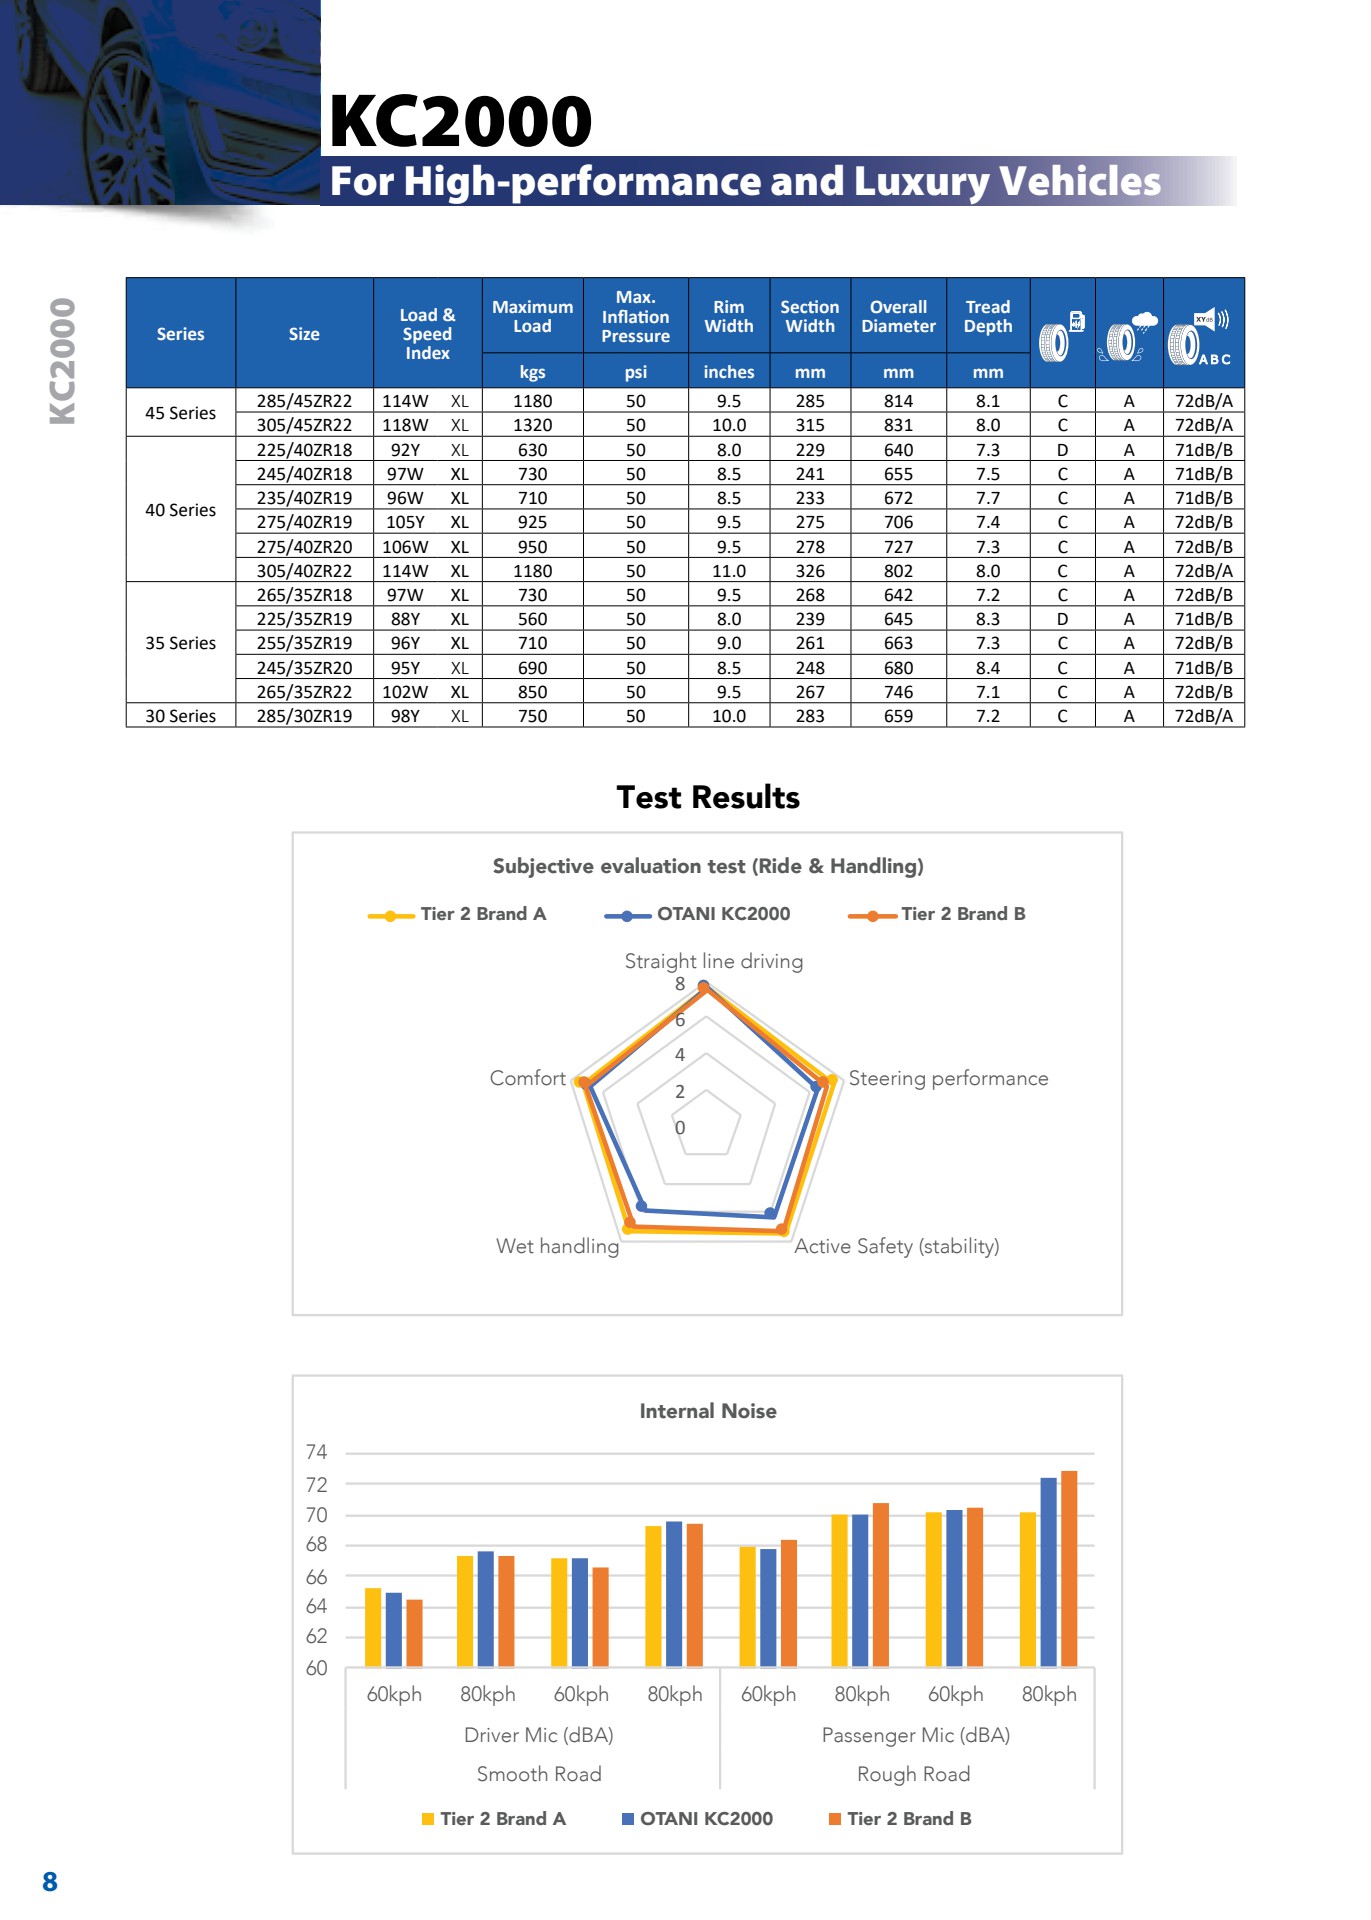 KC2000
For High-performance and Luxury Vehicles
KC2000
Series Size Load & Speed Index Maximum Load Max. Inflation Pressure Rim Width Section Width Overall Diameter Tread Depth XYdB ABC
kgs psi inches mm mm mm
45 Series 285/45ZR22 114W XL 1180 50 9.5 285 814 8.1 C A 72dB/A
305/45ZR22 118W XL 1320 50 10.0 315 831 8.0 C A 72dB/A
40 Series 225/40ZR18 92Y XL 630 50 8.0 229 640 7.3 D A 71dB/B
245/40ZR18 97W XL 730 50 8.5 241 655 7.5 C A 71dB/B
235/40ZR19 96W XL 710 50 8.5 233 672 7.7 C A 71dB/B
275/40ZR19 105Y XL 925 50 9.5 275 706 7.4 C A 72dB/B
275/40ZR20 106W XL 950 50 9.5 278 727 7.3 C A 72dB/B
305/40ZR22 114W XL 1180 50 11.0 326 802 8.0 C A 72dB/A
35 Series 265/35ZR18 97W XL 730 50 9.5 268 642 7.2 C A 72dB/B
225/35ZR19 88Y XL 560 50 8.0 239 645 8.3 D A 71dB/B
255/35ZR19 96Y XL 710 50 9.0 261 663 7.3 C A 72dB/B
245/35ZR20 95Y XL 690 50 8.5 248 680 8.4 C A 71dB/B
265/35ZR22 102W XL 850 50 9.5 267 746 7.1 C A 72dB/B
30 Series 285/30ZR19 98Y XL 750 50 10.0 283 659 7.2 C A 72dB/A
Test Results
Subjective evaluation test (Ride & Handling)
Tier 2 Brand A OTANI KC2000 Tier 2 Brand B
Straight line driving
8
6
4
Comfort Steering performance
2
0
Wet handling Active Safety (stability)
Internal Noise
74
72
70
68
66
64
62
60
60kph 80kph 60kph 80kph 60kph 80kph 60kph 80kph
Driver Mic (dBA) Passenger Mic (dBA)
Smooth Road Rough Road
Tier 2 Brand A OTANI KC2000 Tier 2 Brand B
8